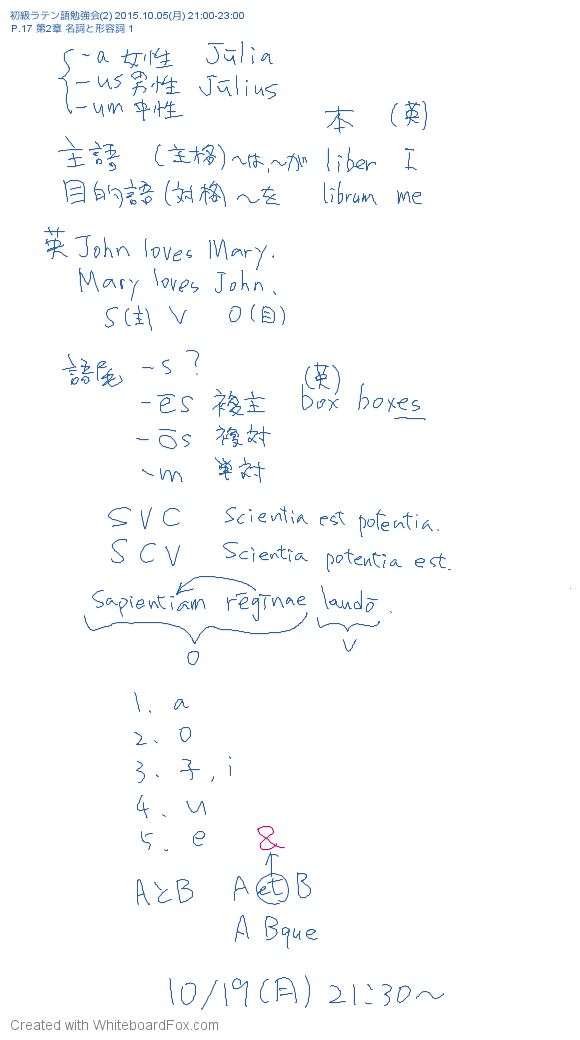 初級ラテン語勉強会(2) 2015.10.05(月) 21:00-23:00
P.17 第2章 名詞と形容詞 1
-a 女性 Jūlia
-us 男性 Jūlius
-um 中性
本 (英)
主語 (主格) ~は,~が liber I
目的語 (対格) ~を librum me
英 John loves Mary.
Mary loves John.
S(主) V O(目)
語尾 -s ?
(英)
-ēs 複主 box boxes
-ōs 複対
-m 単対
S V C Scientia est potentia.
S C V Scientia potentia est.
Sapientiam rēgīnae laudō.
O V
1. a
2. o
3. 子, i
4. u
5. e &
AとB A et B
A Bque
10/19(月) 21:30~
Created with WhiteboardFox.com